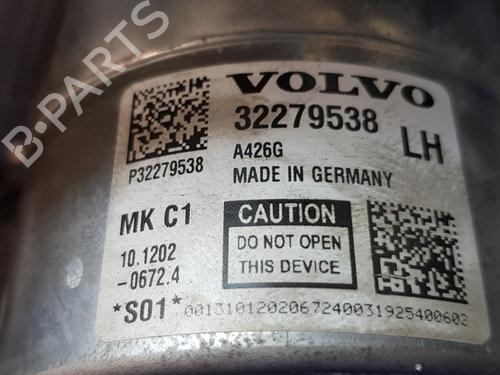 VOLVO
32279538
LH
P32279538
A426G
MADE IN GERMANY
MK C1
CAUTION
DO NOT OPEN
THIS DEVICE
10.1202
-0672.4
*S01*
0013101202067240031925400602
B-PARTS